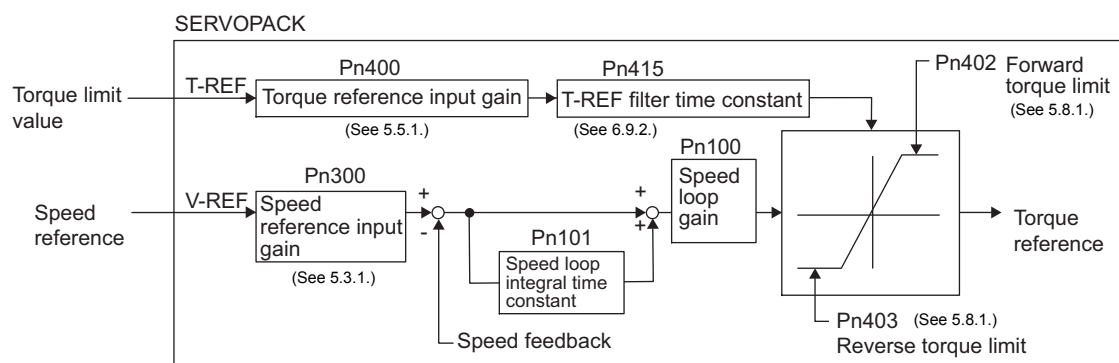 SERVOPACK
Torque limit
value
T-REF
Pn400
Torque reference input gain
(See 5.5.1.)
Pn415
T-REF filter time constant
(See 6.9.2.)
Pn402
Forward
torque limit
(See 5.8.1.)
Speed
reference
V-REF
Pn300
Speed
reference input
gain
(See 5.3.1.)
+
-
Speed feedback
Pn101
Speed loop
integral time
constant
+
+
Pn100
Speed
loop
gain
Pn403
(See 5.8.1.)
Reverse torque limit
Torque
reference